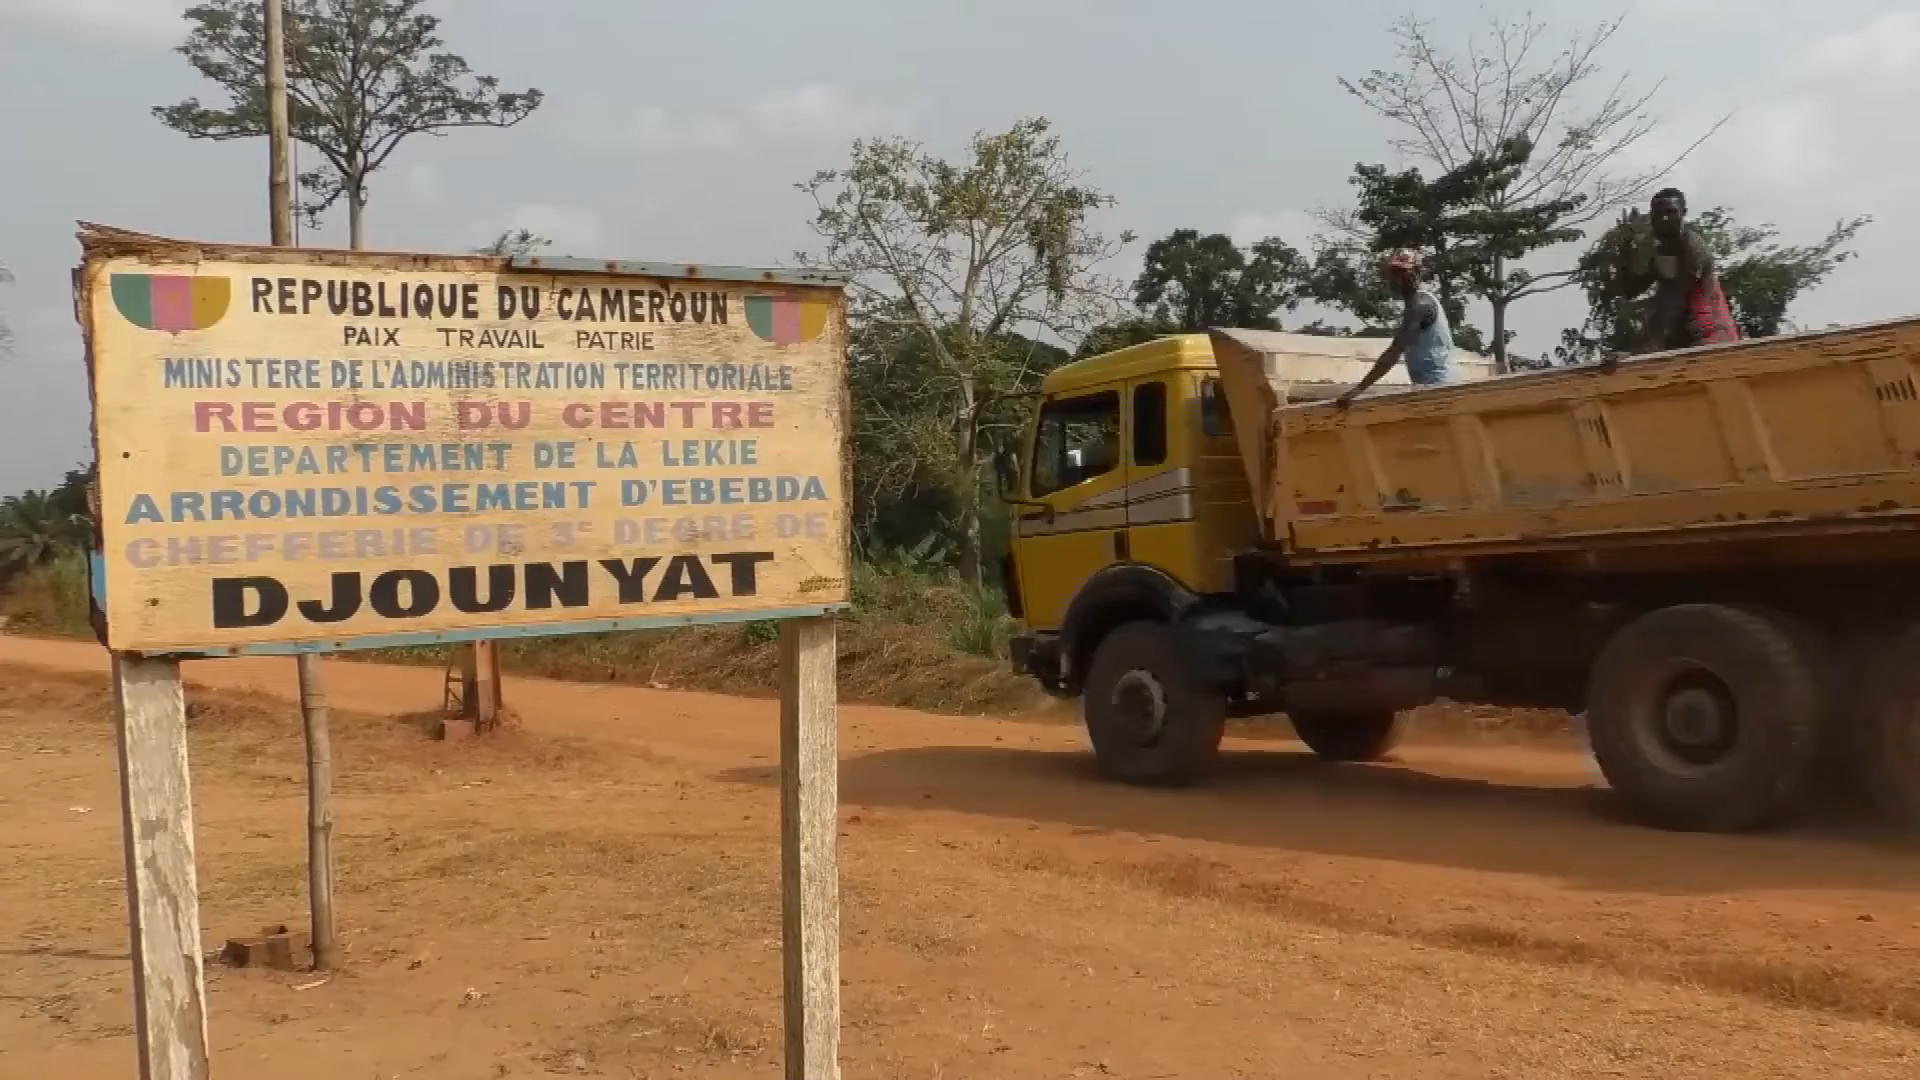 REPUBLIQUE DU CAMEROUN
PAIX TRAVAIL PATRIE
MINISTERE DE L'ADMINISTRATION TERRITORIALE
REGION DU CENTRE
DEPARTEMENT DE LA LEKIE
ARRONDISSEMENT D'EBEBDA
CHEFFERIE DE 3e DEGRE DE
DJOUNYAT